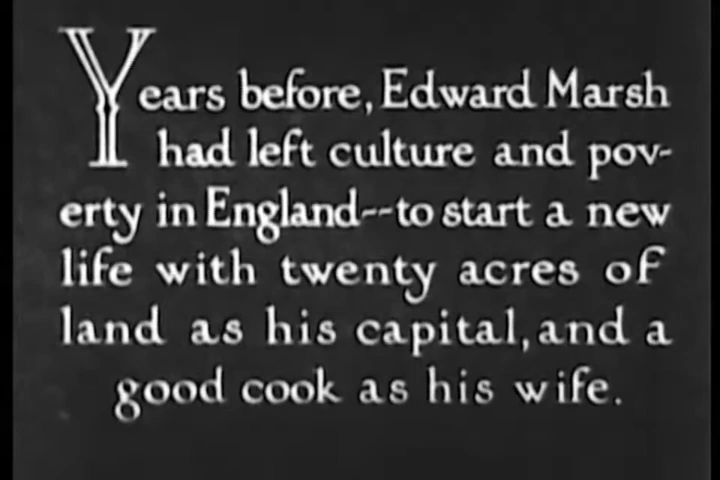 Years before, Edward Marsh
had left culture and pov-
erty in England--to start a new
life with twenty acres of
land as his capital, and a
good cook as his wife.